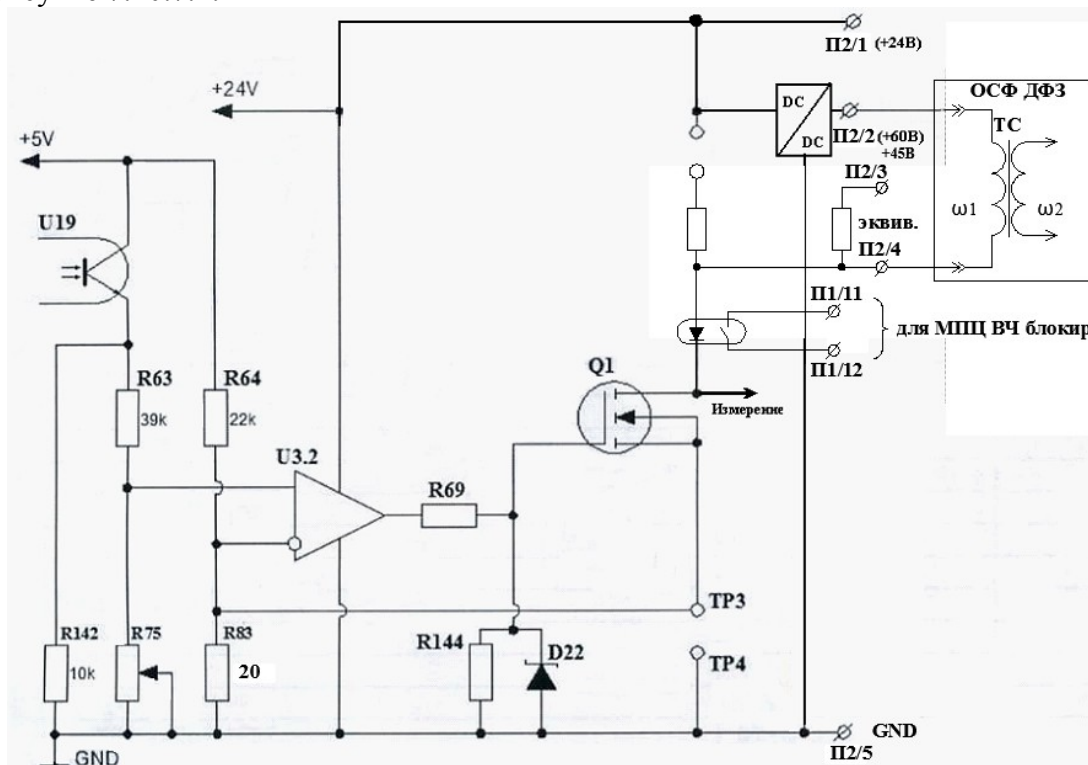 П2/1 (+24В)
+24V
ОСФ ДФЗ
DC
DC
П2/2 (+60В)
+45В
ТС
+5V
П2/3
U19
ω1
ω2
эквив.
П2/4
П1/11
для МПЦ ВЧ блокир
П1/12
Q1
R63
R64
Измерение
39k
22k
U3.2
R69
TP3
R142
R75
R83
R144
D22
TP4
10k
20
GND
GND
П2/5